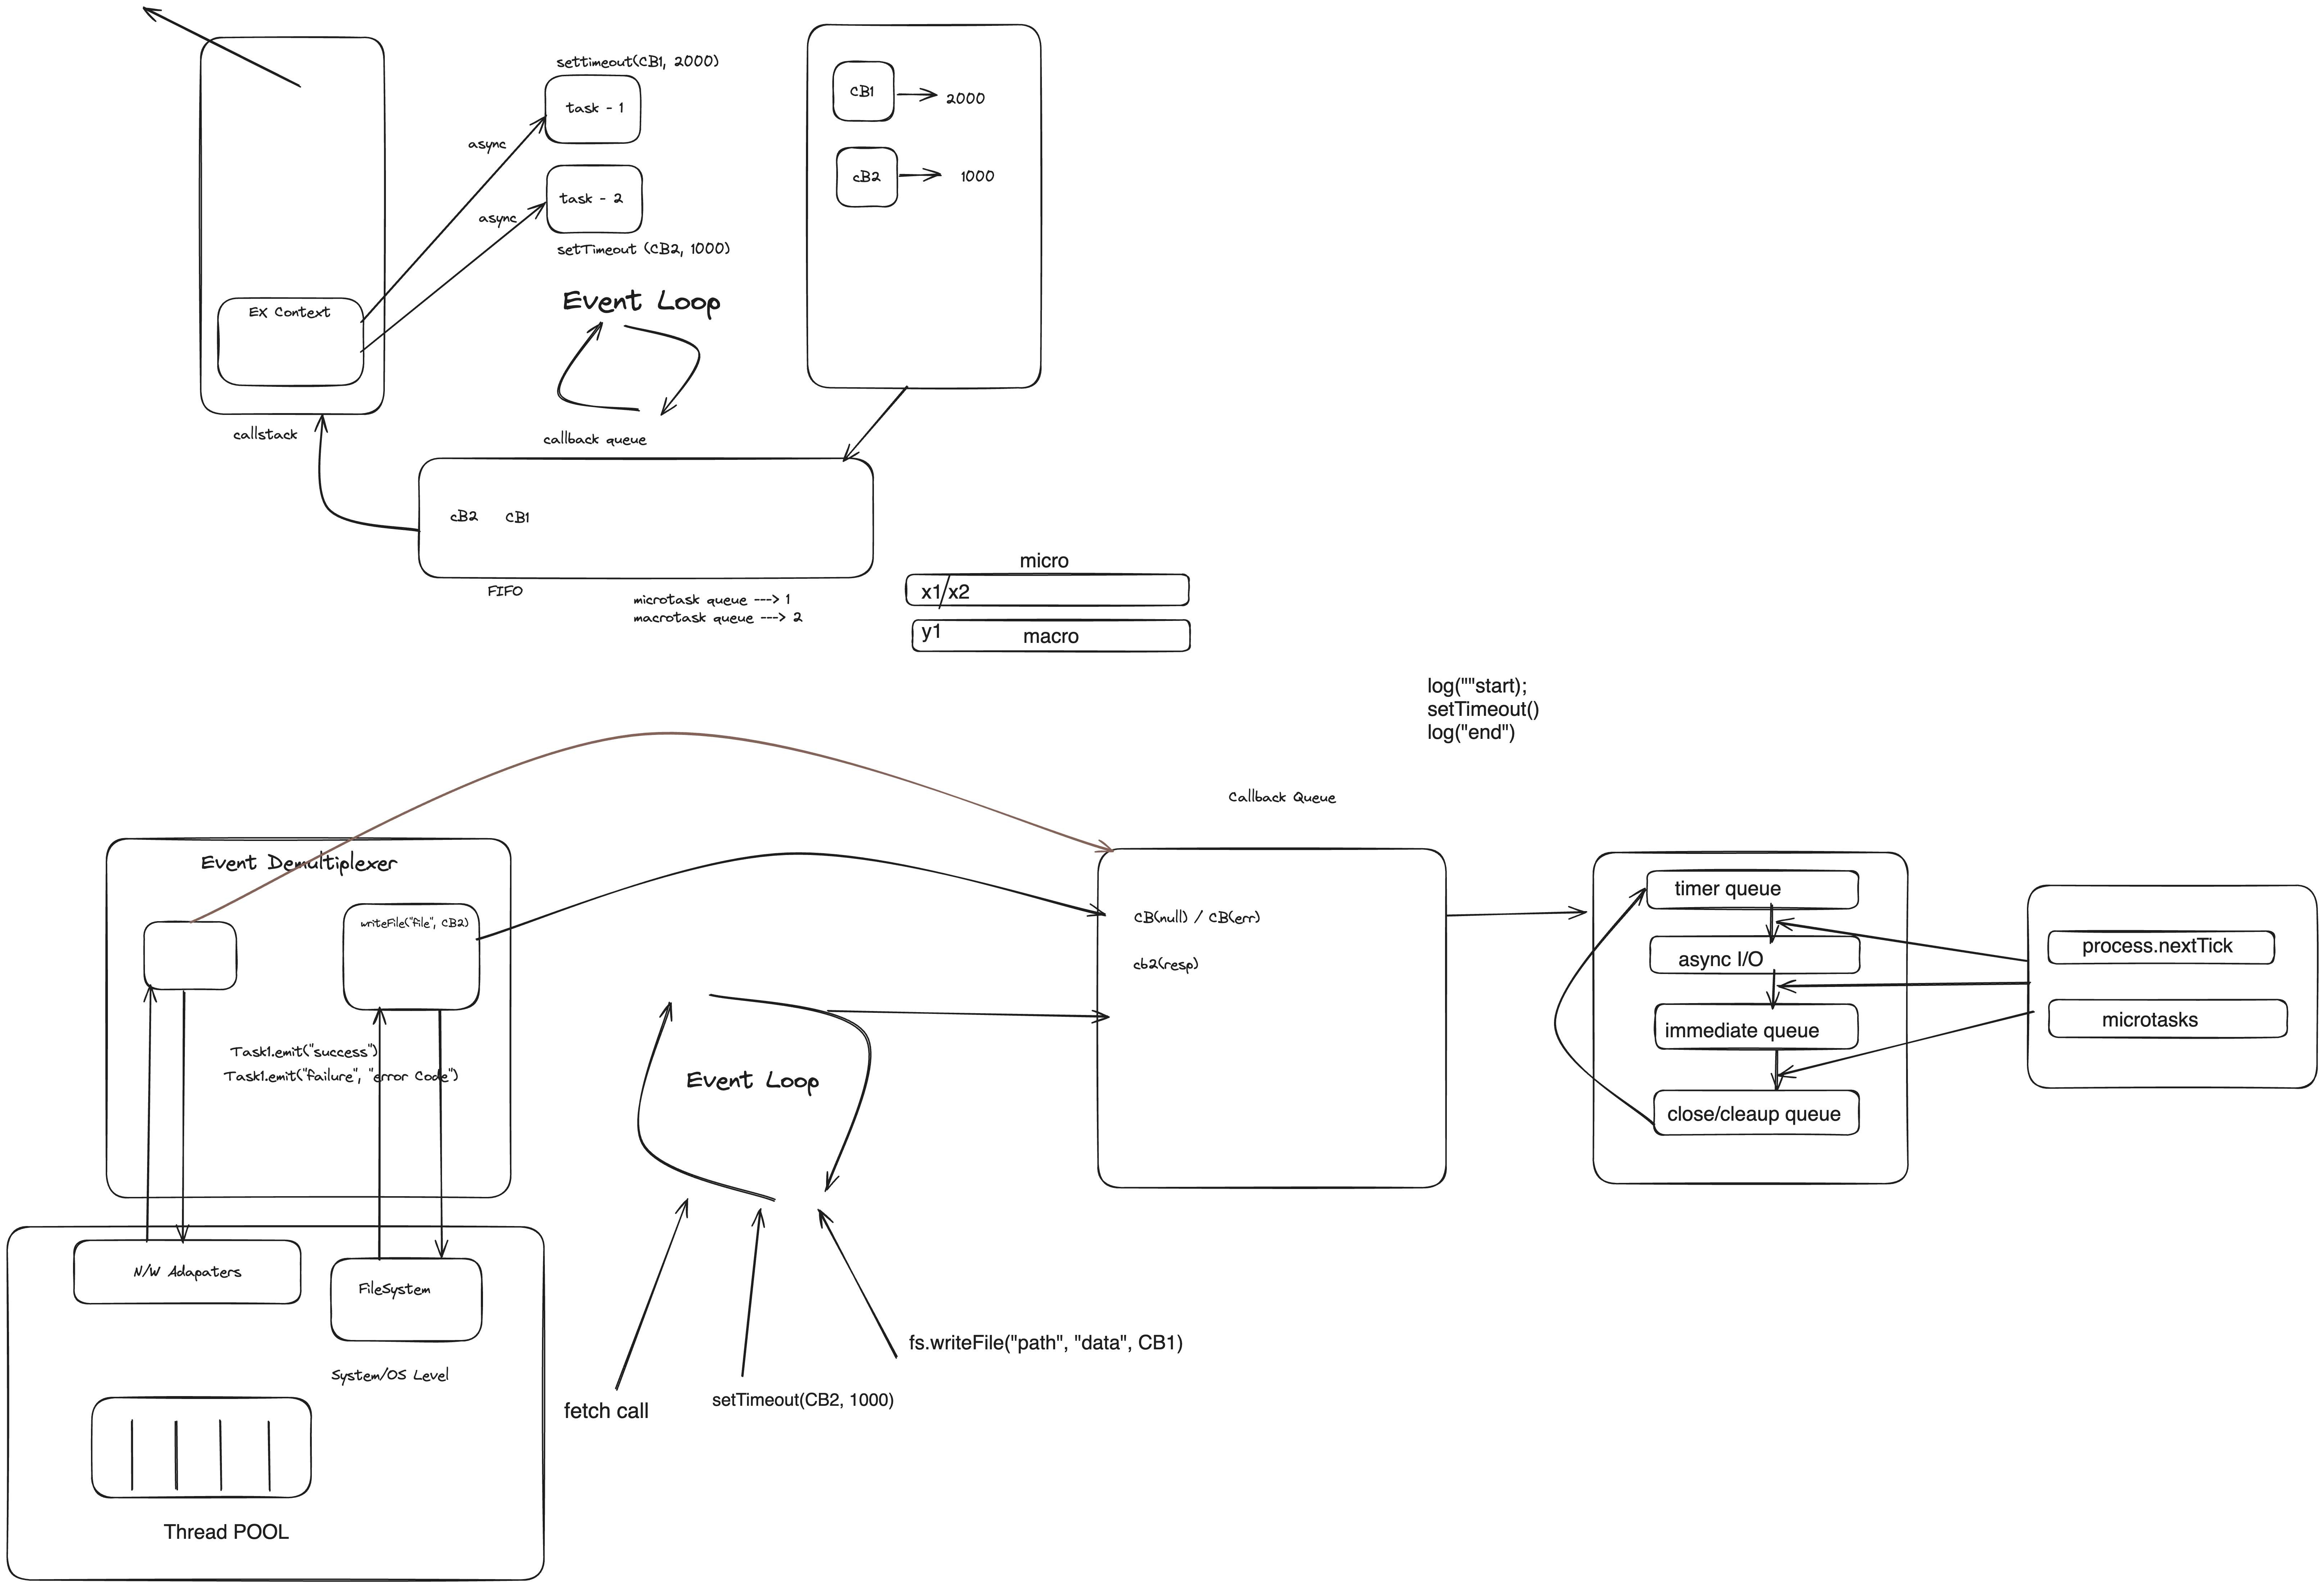 settimeout(CB1, 2000)
task - 1
async
task - 2
async
setTimeout (CB2, 1000)
CB1
2000
cB2
1000
EX Context
callstack
Event Loop
callback queue
cB2 CB1
FIFO
microtask queue ---> 1
macrotask queue ---> 2
micro
x1/x2
y1
macro
log(""start);
setTimeout()
log("end")
Callback Queue
Event Demultiplexer
writeFile("file", CB2)
Task1.emit("success")
Task1.emit("failure", "error Code")
N/W Adapaters
FileSystem
System/OS Level
Thread POOL
Event Loop
fetch call
setTimeout(CB2, 1000)
fs.writeFile("path", "data", CB1)
CB(null) / CB(err)
cb2(resp)
timer queue
async I/O
immediate queue
close/cleaup queue
process.nextTick
microtasks